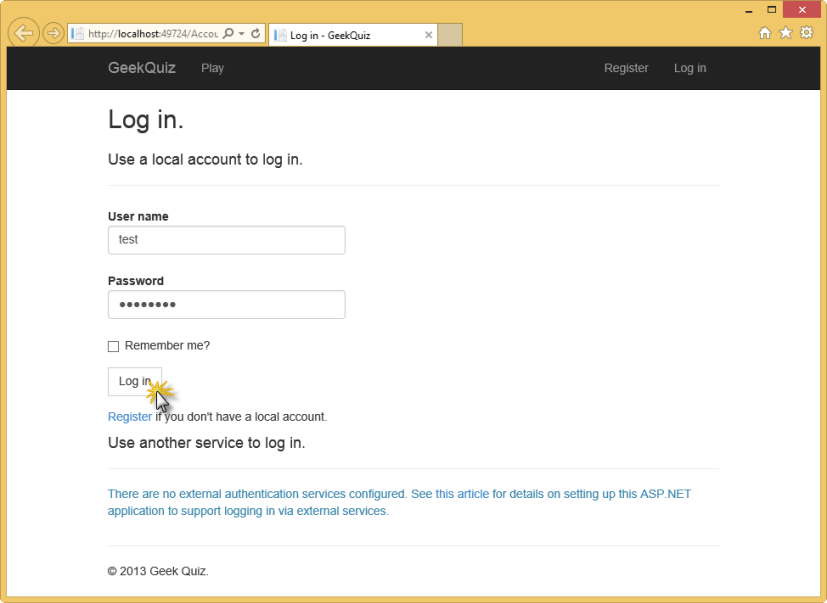 http://localhost:49724/Accou
Log in - GeekQuiz
GeekQuiz Play Register Log in
Log in.
Use a local account to log in.
User name
test
Password
••••••••
Remember me?
Log in
Register if you don't have a local account.
Use another service to log in.
There are no external authentication services configured. See this article for details on setting up this ASP.NET
application to support logging in via external services.
© 2013 Geek Quiz.